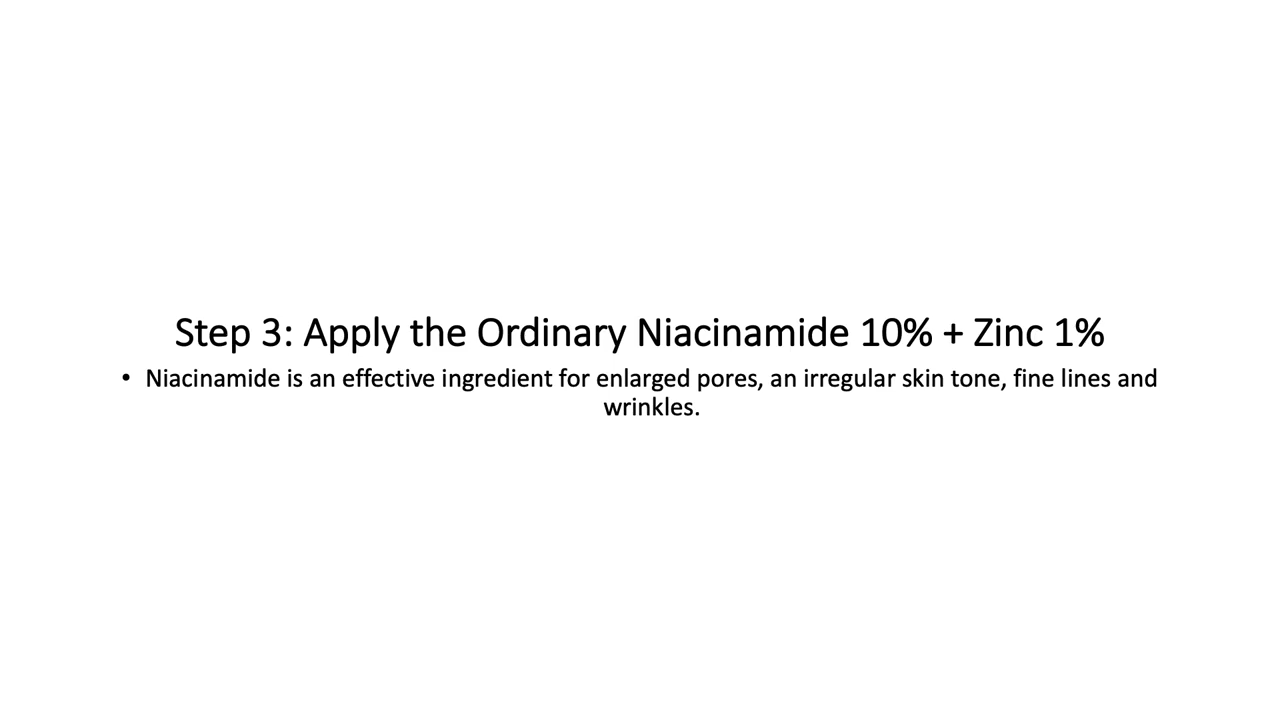 Step 3: Apply the Ordinary Niacinamide 10% + Zinc 1%
• Niacinamide is an effective ingredient for enlarged pores, an irregular skin tone, fine lines and
wrinkles.